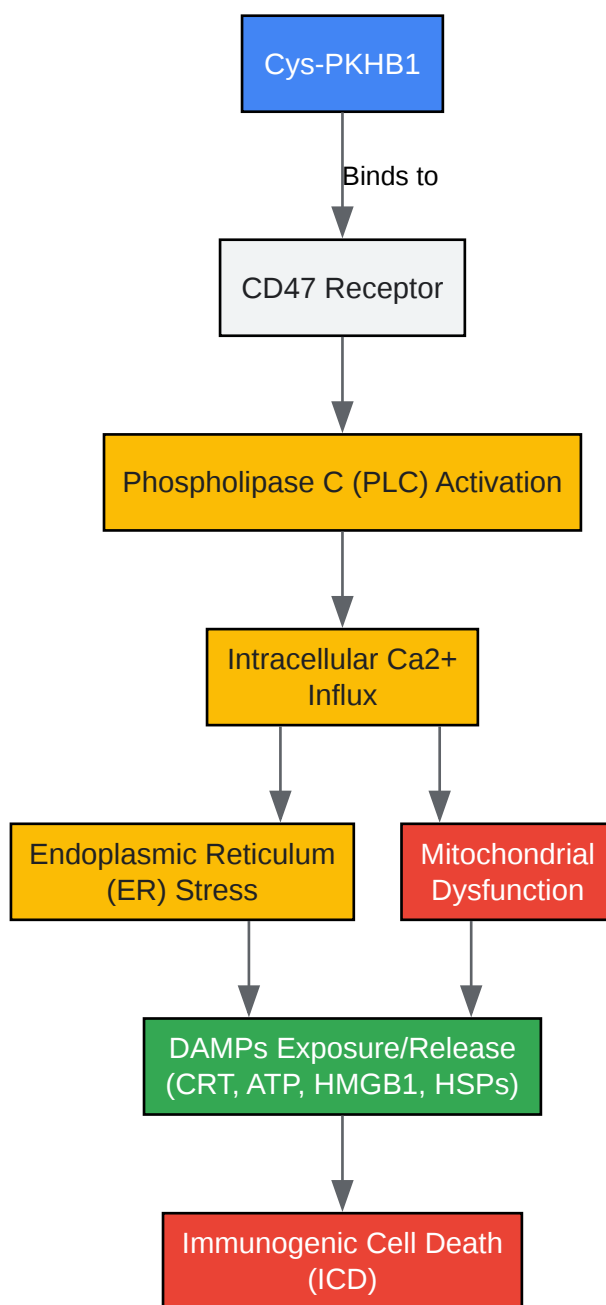 Cys-PKHB1
Binds to
CD47 Receptor
Phospholipase C (PLC) Activation
Intracellular Ca2+
Influx
Endoplasmic Reticulum
(ER) Stress
Mitochondrial
Dysfunction
DAMPs Exposure/Release
(CRT, ATP, HMGB1, HSPs)
Immunogenic Cell Death
(ICD)